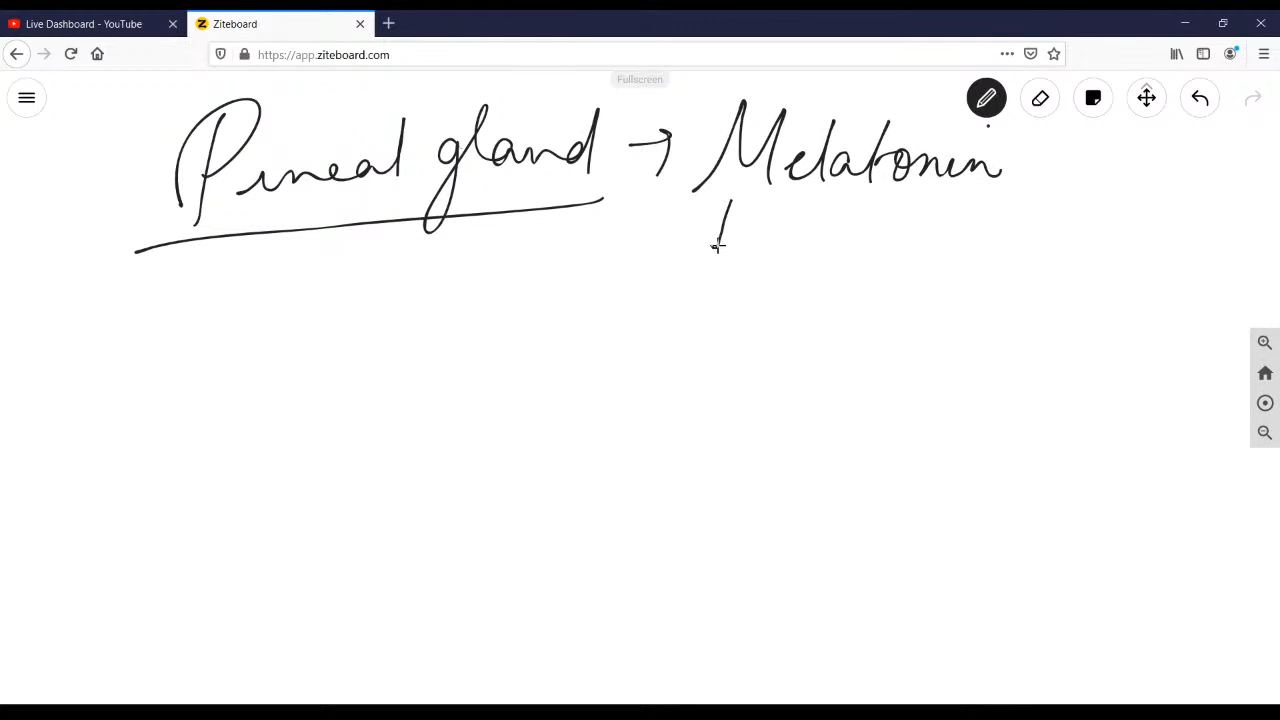 Live Dashboard - YouTube
Ziteboard
https://app.ziteboard.com
Fullscreen
Pineal gland → Melatonin